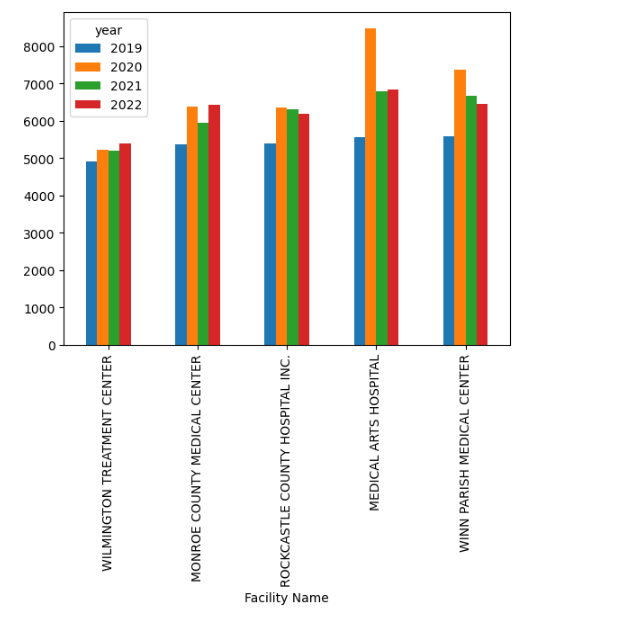 year
2019
2020
2021
2022
8000
7000
6000
5000
4000
3000
2000
1000
0
WILMINGTON TREATMENT CENTER
MONROE COUNTY MEDICAL CENTER
ROCKCASTLE COUNTY HOSPITAL INC.
MEDICAL ARTS HOSPITAL
WINN PARISH MEDICAL CENTER
Facility Name